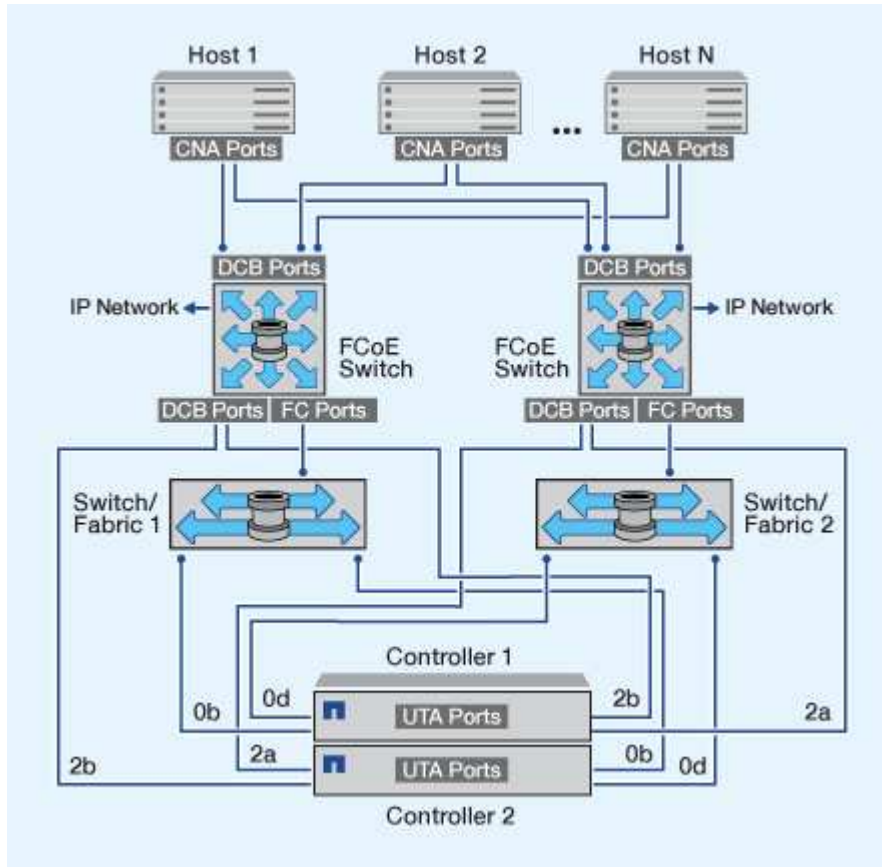 Host 1
Host 2
Host N
...
CNA Ports
CNA Ports
CNA Ports
DCB Ports
DCB Ports
IP Network
IP Network
FCoE
Switch
FCoE
Switch
DCB Ports
FC Ports
DCB Ports
FC Ports
Switch/
Fabric 1
Switch/
Fabric 2
Controller 1
0b
0d
UTA Ports
2b
2a
2b
2a
UTA Ports
0b
0d
Controller 2